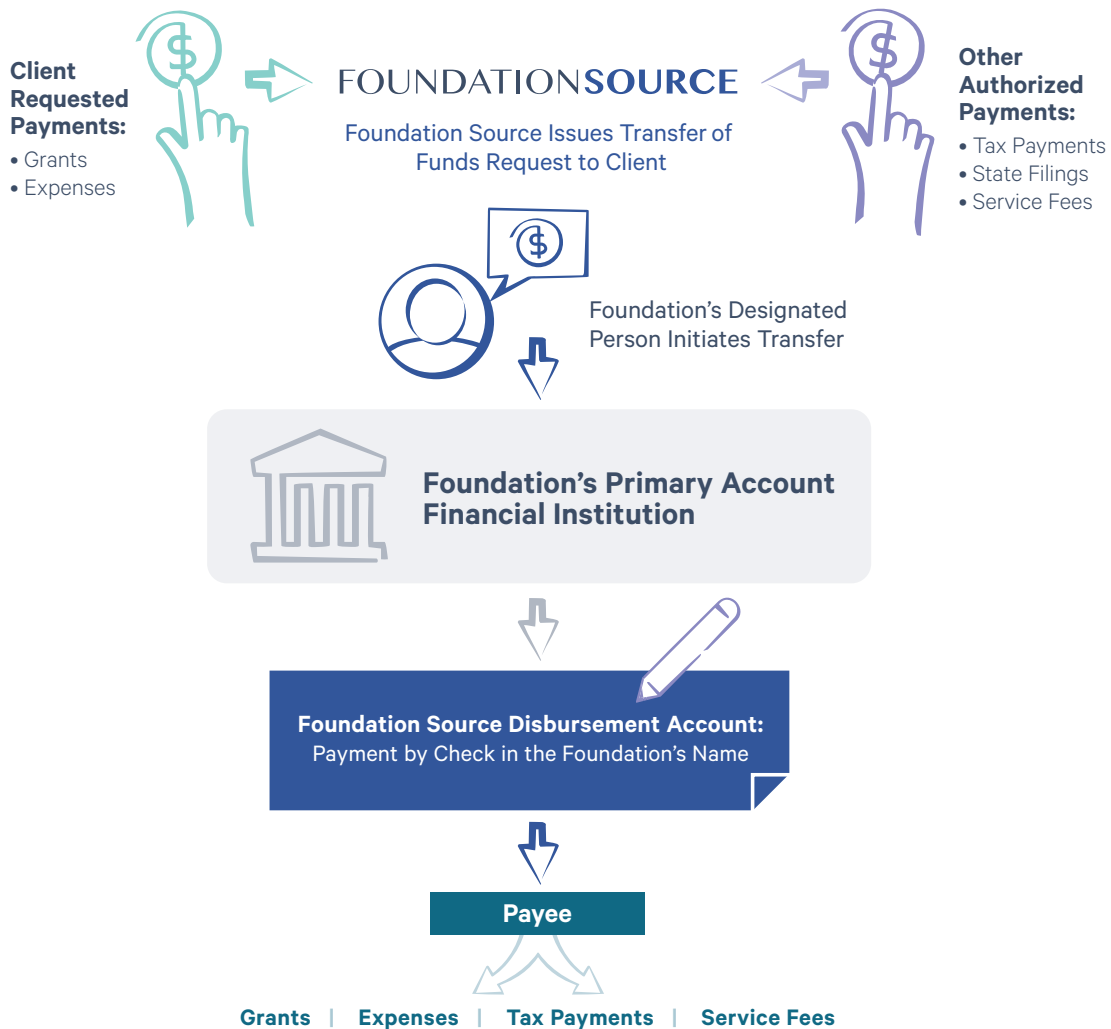 Client
Requested
Payments:
• Grants
• Expenses
FOUNDATIONSOURCE
Foundation Source Issues Transfer of
Funds Request to Client
Other
Authorized
Payments:
• Tax Payments
• State Filings
• Service Fees
$
$
$
Foundation's Designated
Person Initiates Transfer
Foundation's Primary Account
Financial Institution
Foundation Source Disbursement Account:
Payment by Check in the Foundation's Name
Payee
Grants | Expenses | Tax Payments | Service Fees